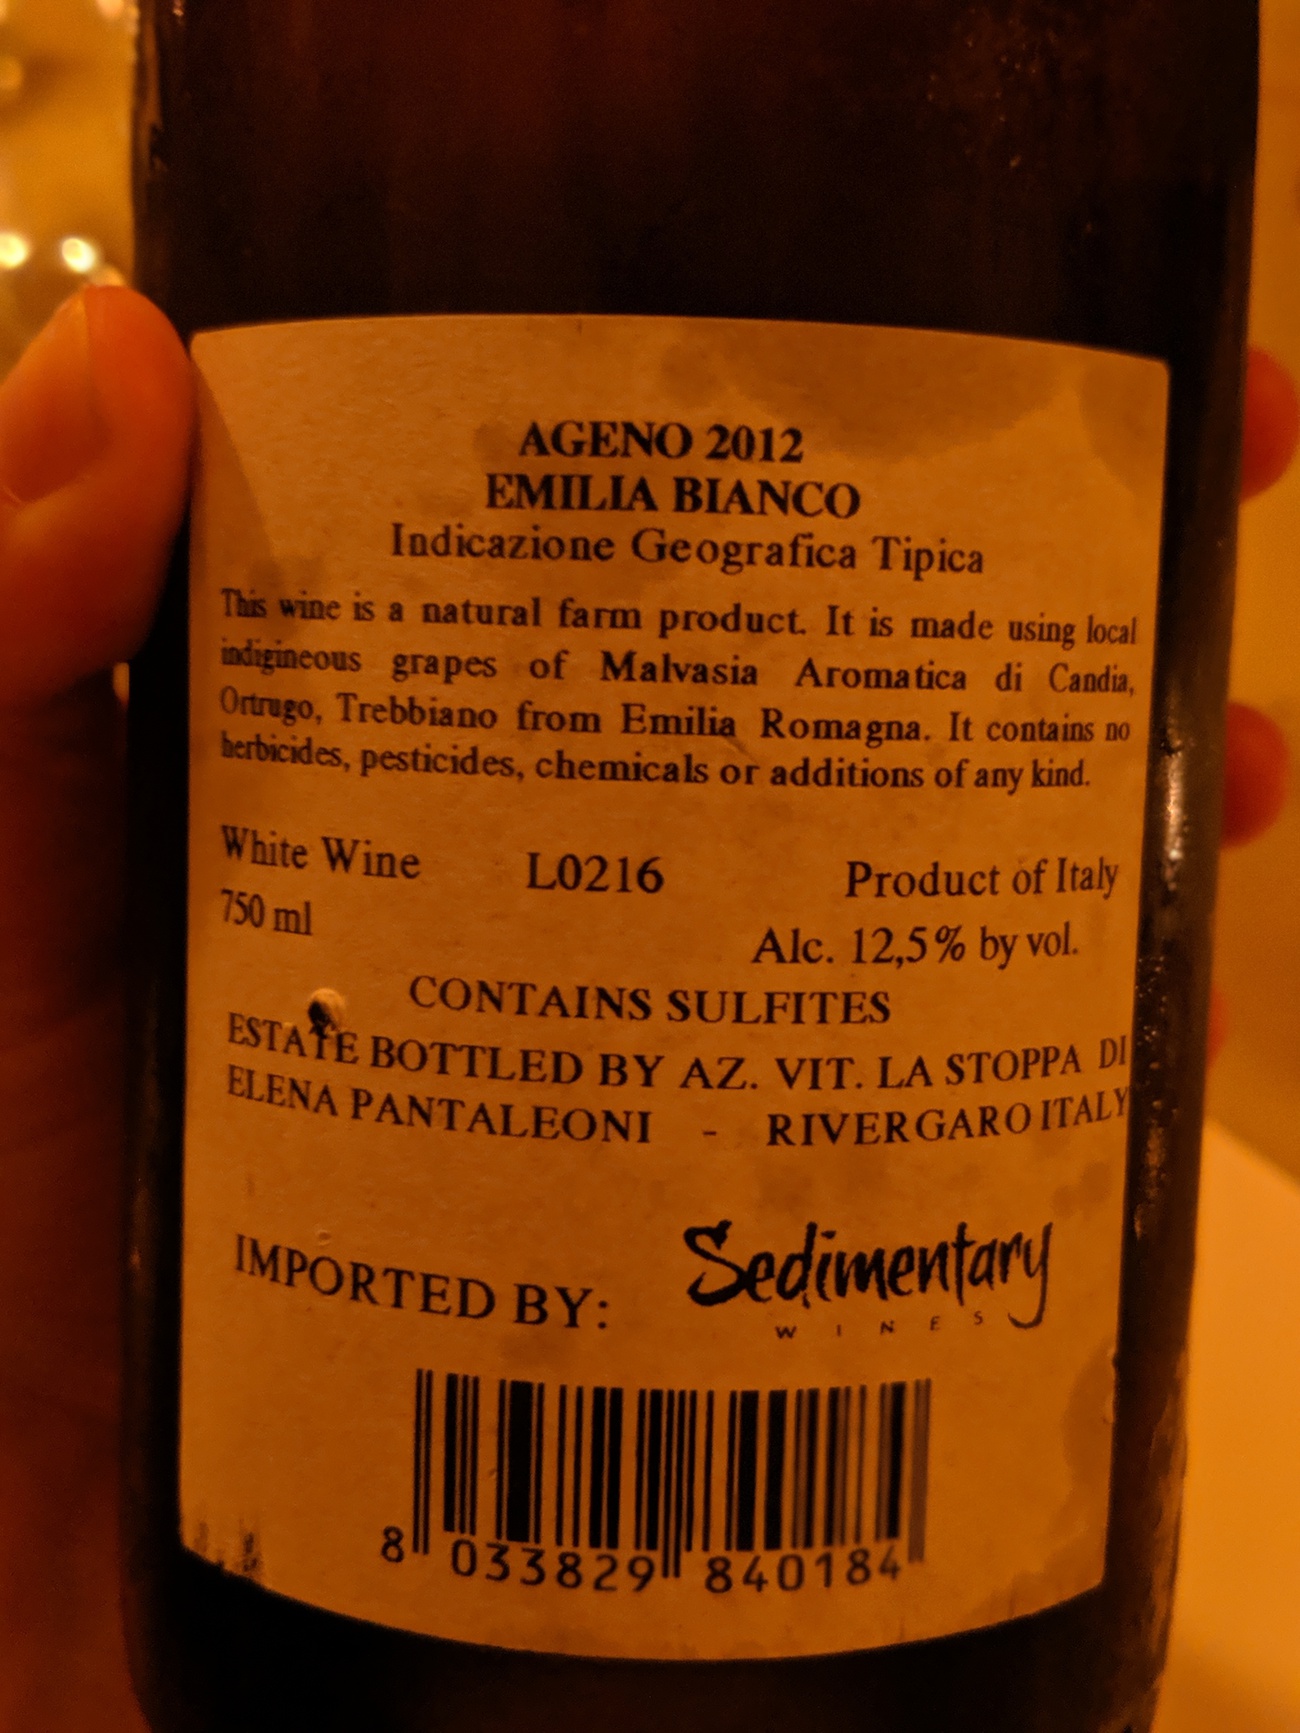 AGENO 2012
EMILIA BIANCO
Indicazione Geografica Tipica
This wine is a natural farm product. It is made using local
indigineous grapes of Malvasia Aromatica di Candia,
Ortrugo, Trebbiano from Emilia Romagna. It contains no
herbicides, pesticides, chemicals or additions of any kind.
White Wine L0216 Product of Italy
750 ml Alc. 12,5% by vol.
CONTAINS SULFITES
ESTATE BOTTLED BY AZ. VIT. LA STOPPA DI
ELENA PANTALEONI - RIVERGARO ITALY
IMPORTED BY: Sedimentary
WINES
8 033829 840184